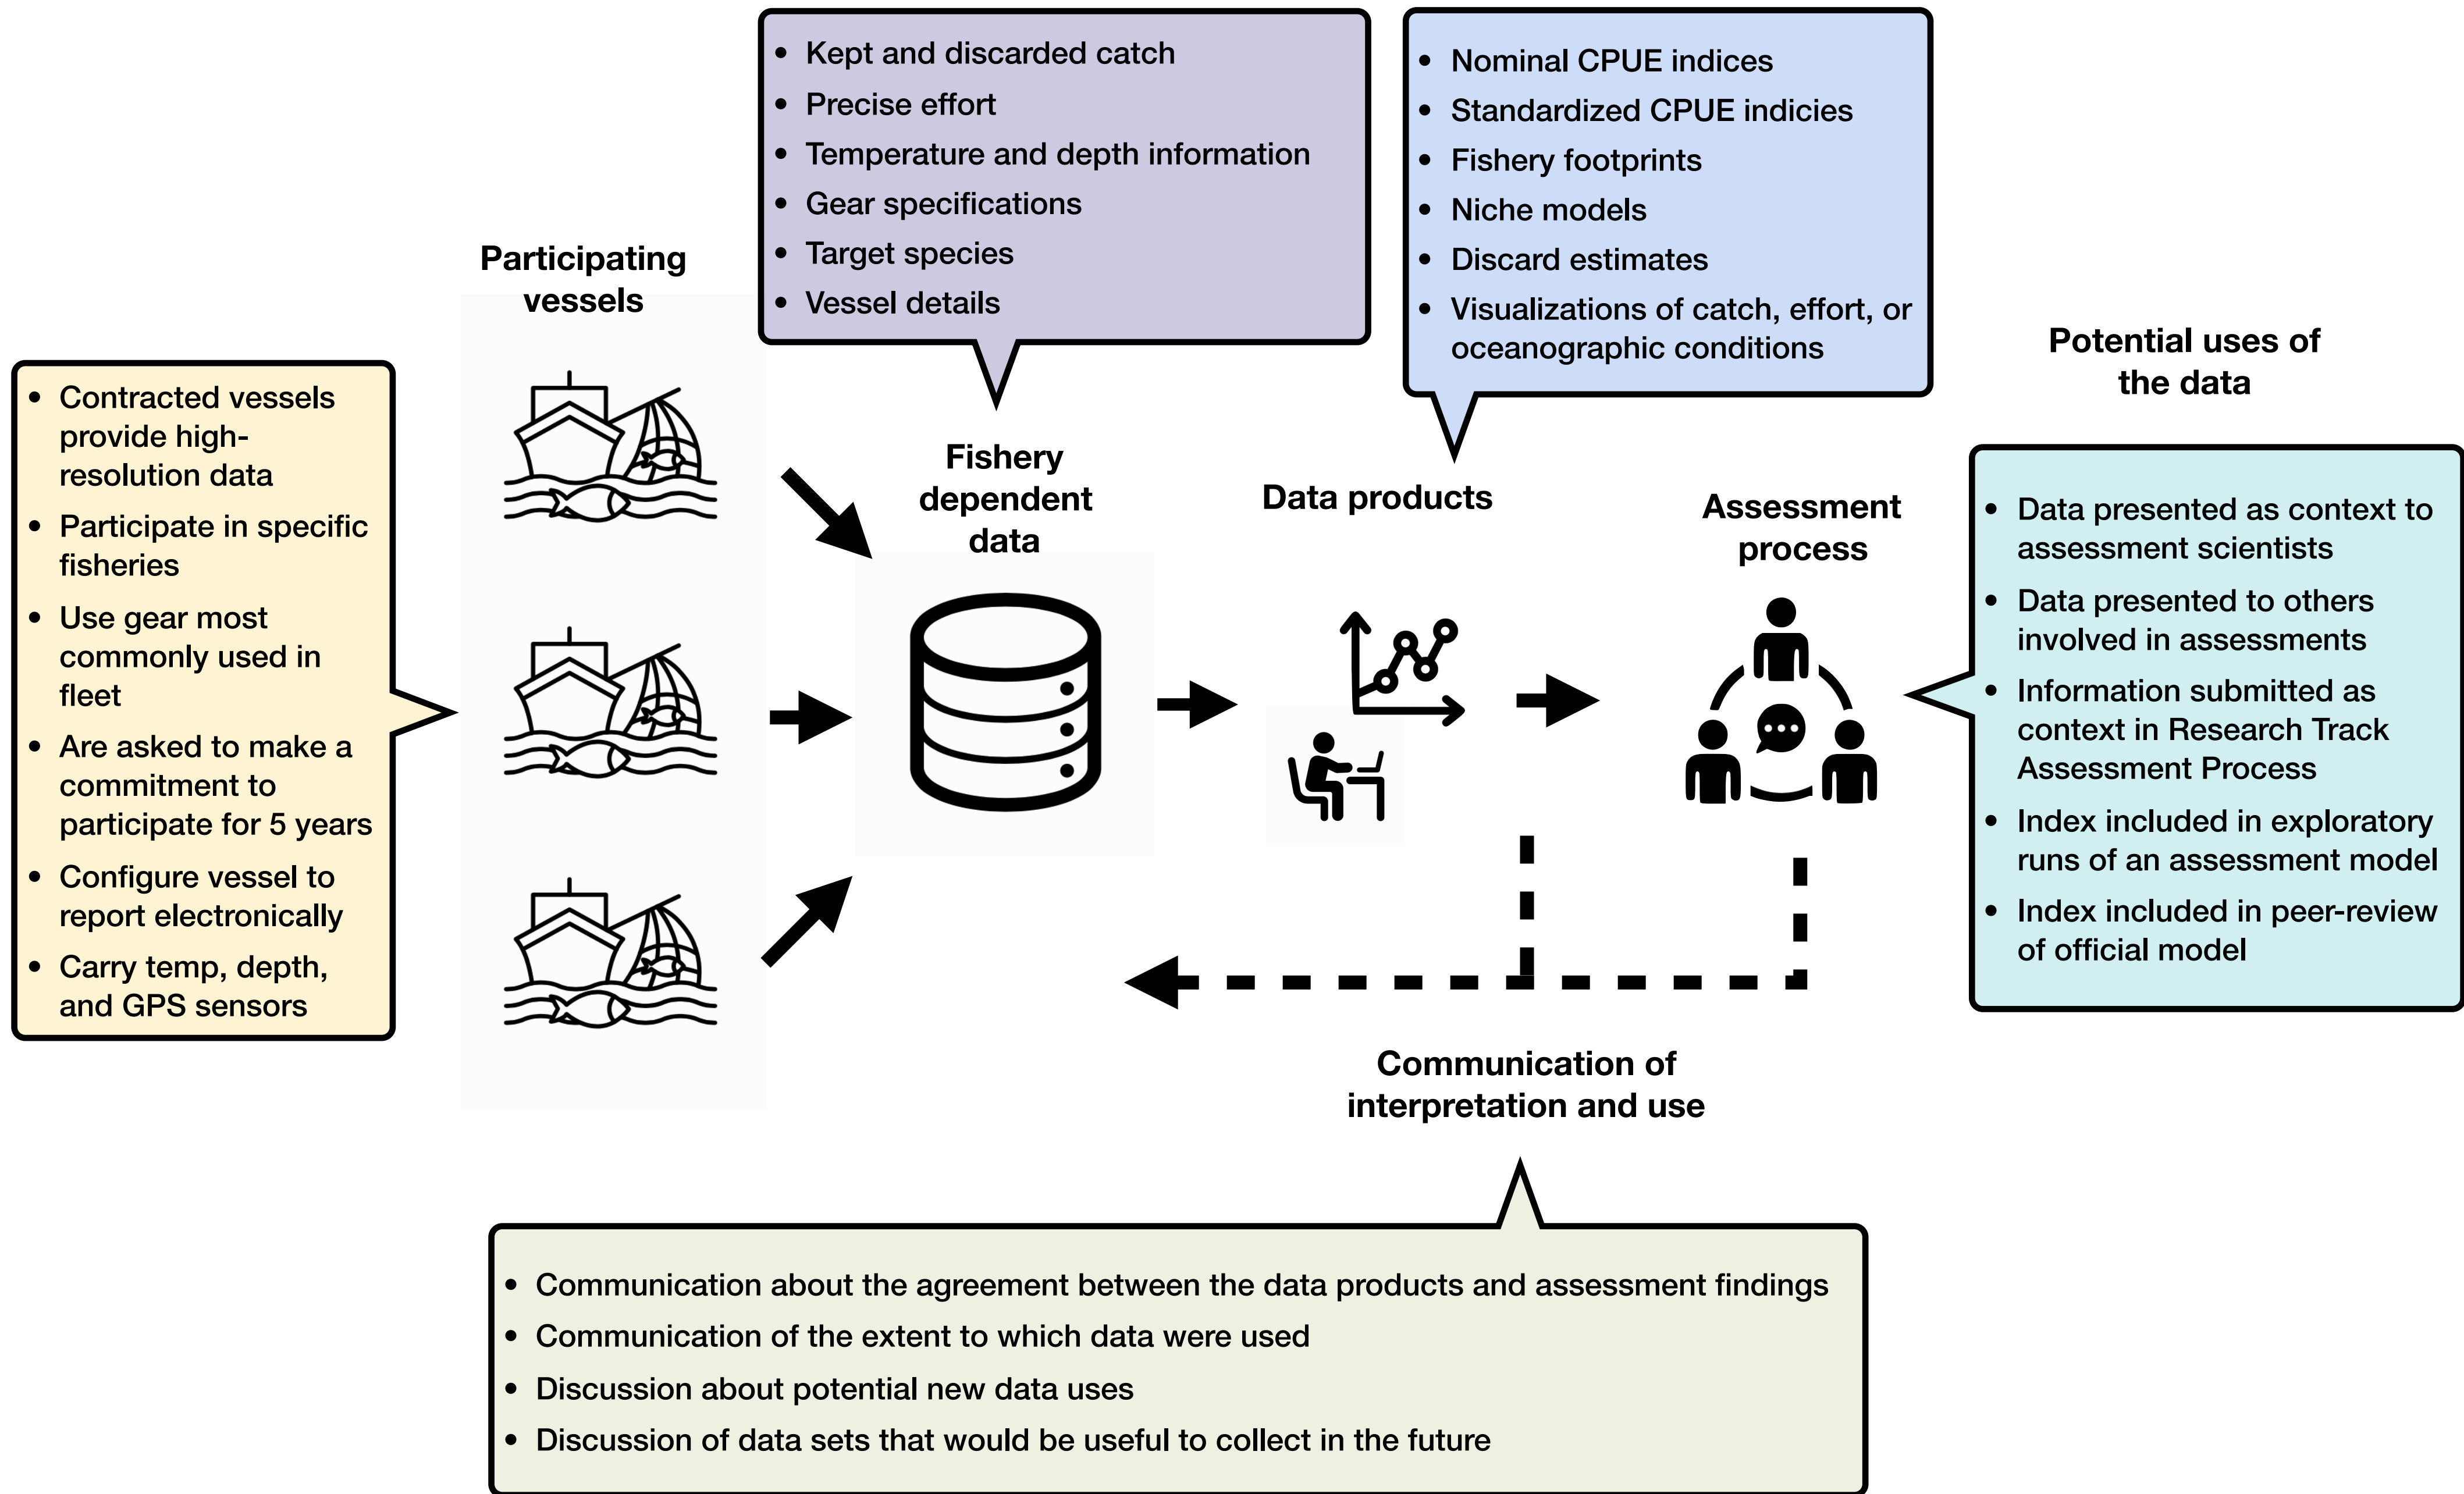 • Kept and discarded catch
• Precise effort
• Temperature and depth information
• Gear specifications
• Target species
• Vessel details
• Nominal CPUE indices
• Standardized CPUE indicies
• Fishery footprints
• Niche models
• Discard estimates
• Visualizations of catch, effort, or
oceanographic conditions
Participating
vessels
• Contracted vessels
provide high-
resolution data
• Participate in specific
fisheries
• Use gear most
commonly used in
fleet
• Are asked to make a
commitment to
participate for 5 years
• Configure vessel to
report electronically
• Carry temp, depth,
and GPS sensors
Fishery
dependent
data
Data products
Assessment
process
Potential uses of
the data
• Data presented as context to
assessment scientists
• Data presented to others
involved in assessments
• Information submitted as
context in Research Track
Assessment Process
• Index included in exploratory
runs of an assessment model
• Index included in peer-review
of official model
Communication of
interpretation and use
• Communication about the agreement between the data products and assessment findings
• Communication of the extent to which data were used
• Discussion about potential new data uses
• Discussion of data sets that would be useful to collect in the future